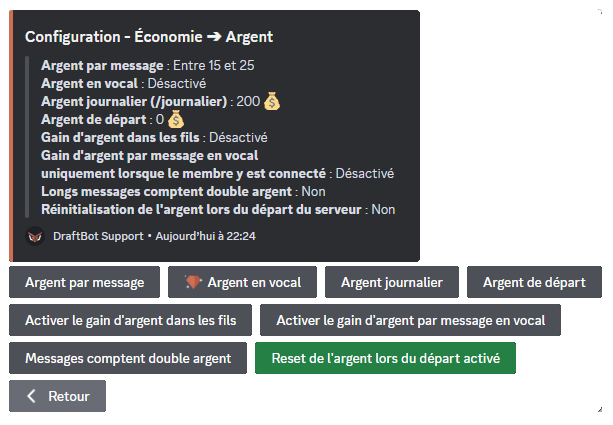 Configuration - Économie ➔ Argent
Argent par message : Entre 15 et 25
Argent en vocal : Désactivé
Argent journalier (/journalier) : 200 💰
Argent de départ : 0 💰
Gain d'argent dans les fils : Désactivé
Gain d'argent par message en vocal
uniquement lorsque le membre y est connecté : Désactivé
Longs messages comptent double argent : Non
Réinitialisation de l'argent lors du départ du serveur : Non
DraftBot Support • Aujourd'hui à 22:24
Argent par message Argent en vocal Argent journalier Argent de départ
Activer le gain d'argent dans les fils Activer le gain d'argent par message en vocal
Messages comptent double argent Reset de l'argent lors du départ activé
Retour